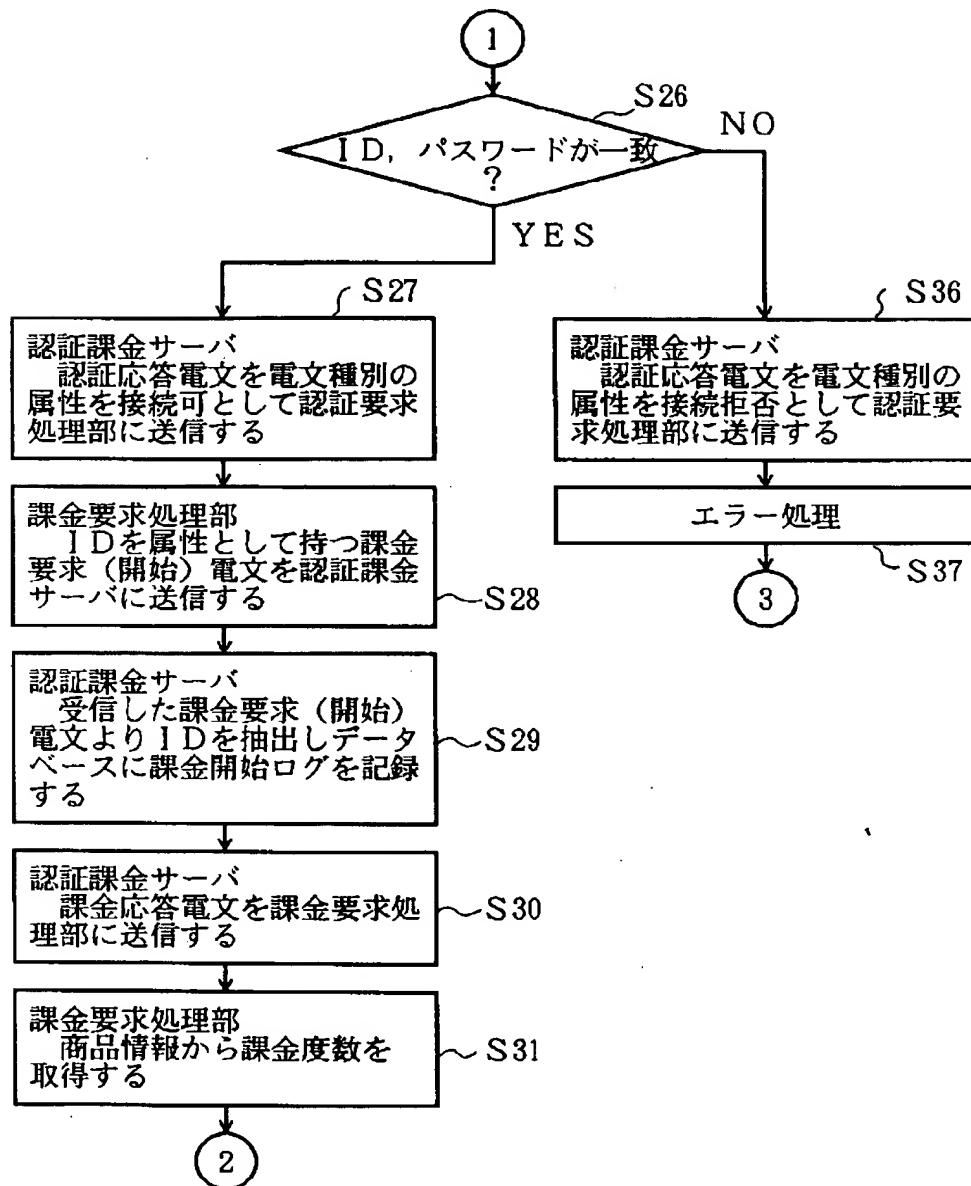 1
S26
ID,パスワードが一致
?
NO
YES
S27
認証課金サーバ
認証応答電文を電文種別の
属性を接続可として認証要求
処理部に送信する
S36
認証課金サーバ
認証応答電文を電文種別の
属性を接続拒否として認証要
求処理部に送信する
課金要求処理部
IDを属性として持つ課金
要求(開始)電文を認証課金
サーバに送信する
S28
エラー処理
S37
3
認証課金サーバ
受信した課金要求(開始)
電文よりIDを抽出しデータ
ベースに課金開始ログを記録
する
S29
認証課金サーバ
課金応答電文を課金要求処
理部に送信する
S30
課金要求処理部
商品情報から課金度数を
取得する
S31
2